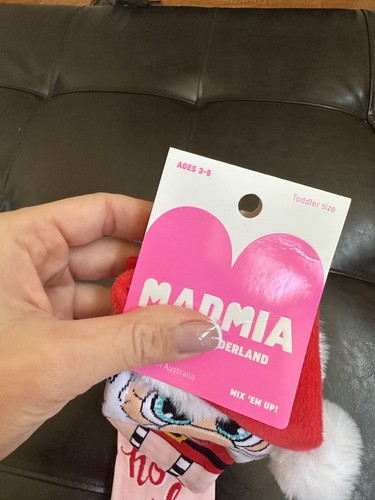 AGES 3-5
Toddler size
MADMIA
DERLAND
Australia
MIX 'EM UP!
ho